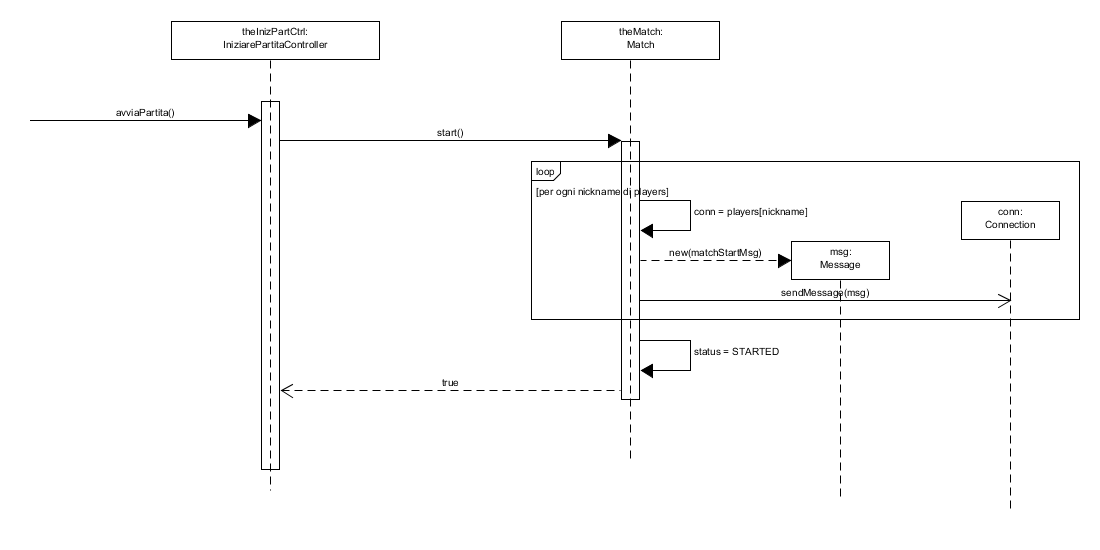 theInizPartCtrl:
IniziarePartitaController
theMatch:
Match
avviaPartita()
start()
loop
[per ogni nickname di players]
conn = players[nickname]
conn:
Connection
new(matchStartMsg)
msg:
Message
sendMessage(msg)
status = STARTED
true